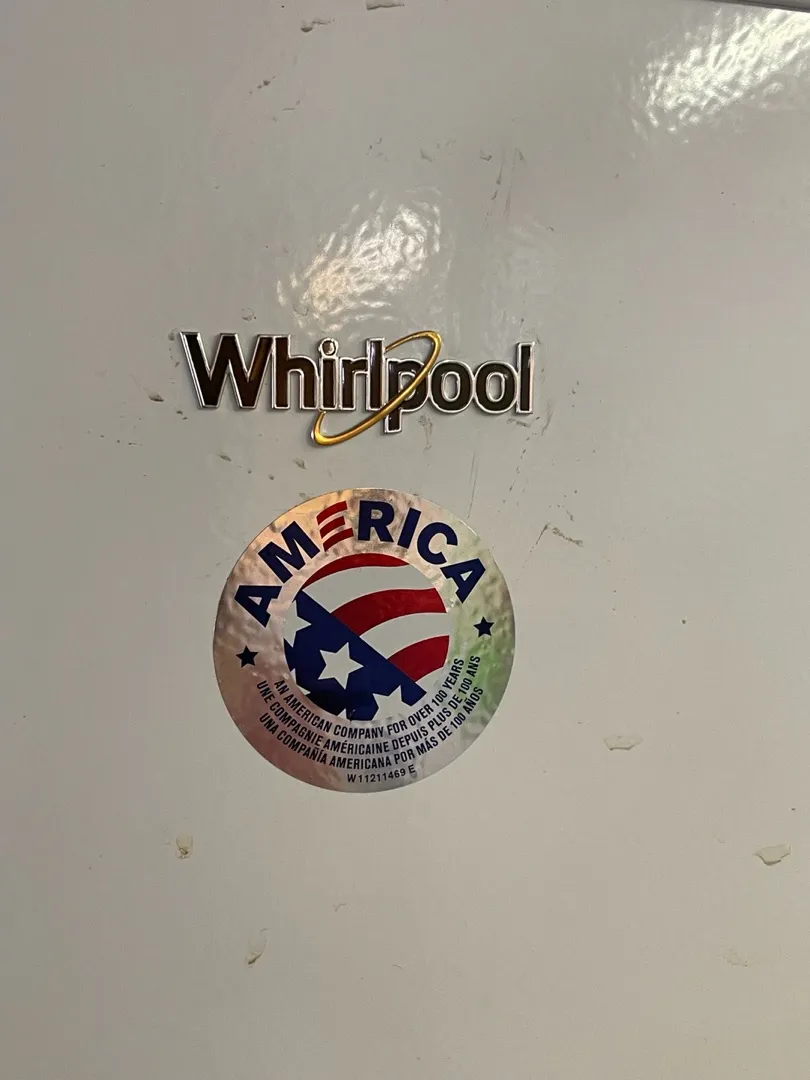 Whirlpool
AMERICA
AN AMERICAN COMPANY FOR OVER 100 YEARS
UNE COMPAGNIE AMÉRICAINE DEPUIS PLUS DE 100 ANS
UNA COMPAÑÍA AMERICANA POR MÁS DE 100 AÑOS
W11211469 E